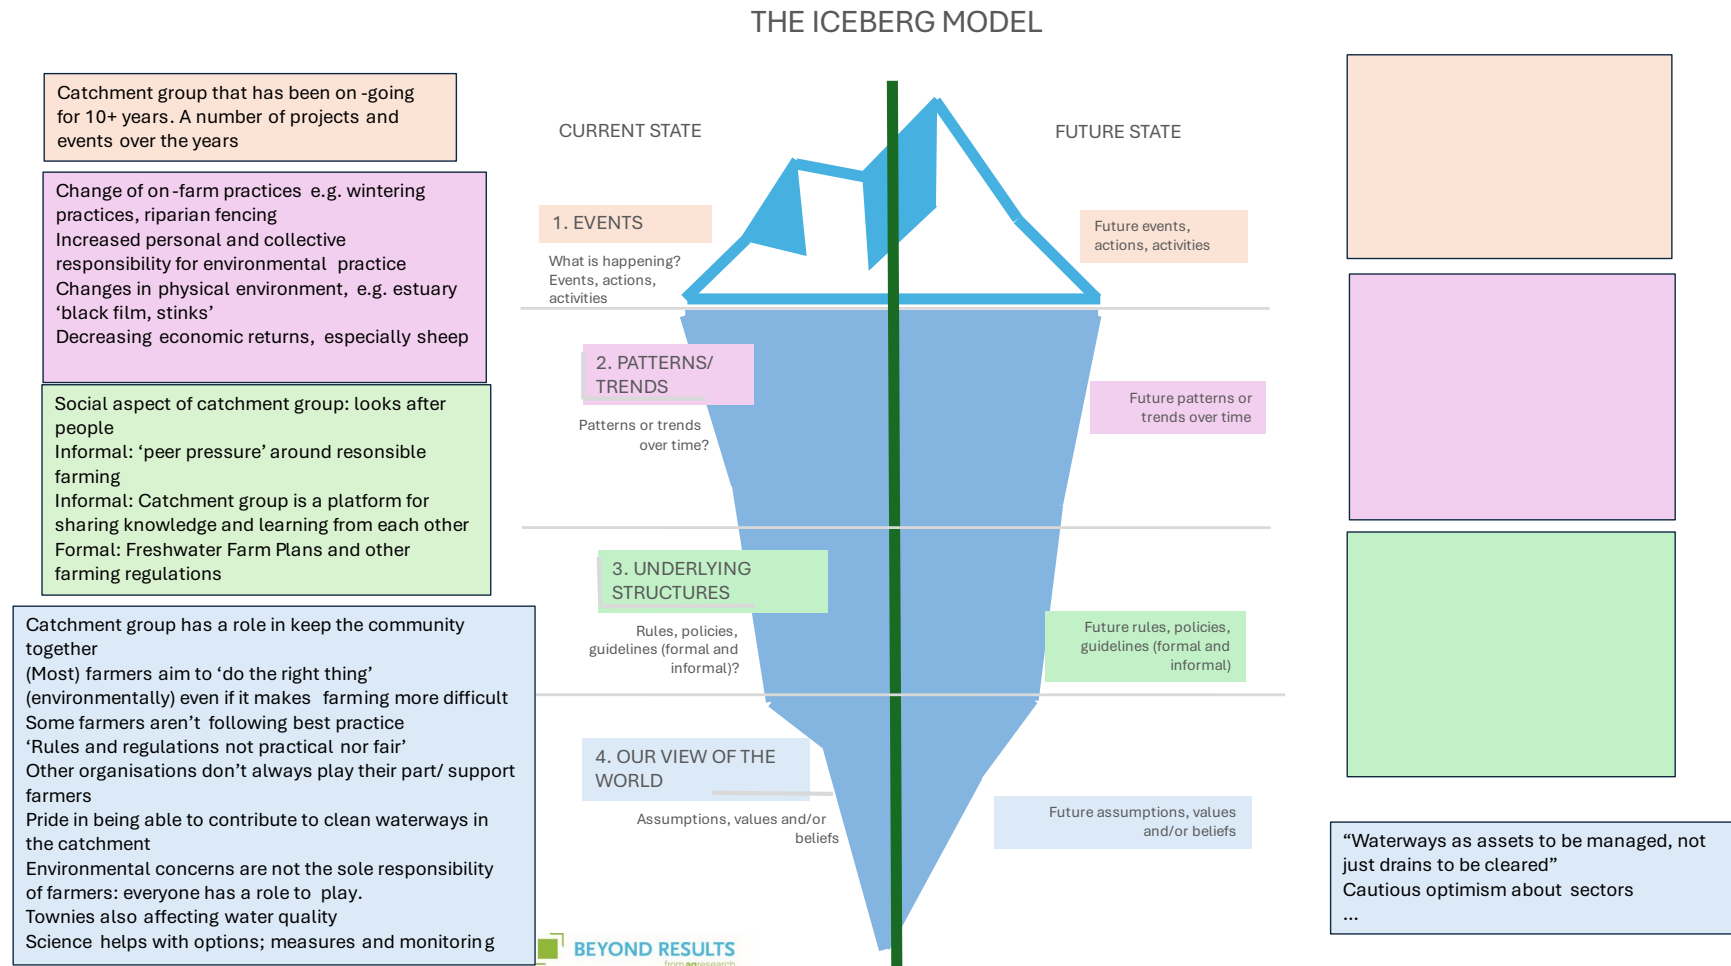 THE ICEBERG MODEL
Catchment group that has been on -going
for 10+ years. A number of projects and
events over the years
Change of on-farm practices e.g. wintering
practices, riparian fencing
Increased personal and collective
responsibility for environmental practice
Changes in physical environment, e.g. estuary
‘black film, stinks’
Decreasing economic returns, especially sheep
Social aspect of catchment group: looks after
people
Informal: ‘peer pressure’ around resonsible
farming
Informal: Catchment group is a platform for
sharing knowledge and learning from each other
Formal: Freshwater Farm Plans and other
farming regulations
Catchment group has a role in keep the community
together
(Most) farmers aim to ‘do the right thing’
(environmentally) even if it makes farming more difficult
Some farmers aren’t following best practice
‘Rules and regulations not practical nor fair’
Other organisations don’t always play their part/ support
farmers
Pride in being able to contribute to clean waterways in
the catchment
Environmental concerns are not the sole responsibility
of farmers: everyone has a role to play.
Townies also affecting water quality
Science helps with options; measures and monitoring
CURRENT STATE
1. EVENTS
What is happening?
Events, actions,
activities
2. PATTERNS/
TRENDS
Patterns or trends
over time?
3. UNDERLYING
STRUCTURES
Rules, policies,
guidelines (formal and
informal)?
4. OUR VIEW OF THE
WORLD
Assumptions, values and/or
beliefs
BEYOND RESULTS
from agresearch
FUTURE STATE
Future events,
actions, activities
Future patterns or
trends over time
Future rules, policies,
guidelines (formal and
informal)
Future assumptions, values
and/or beliefs
“Waterways as assets to be managed, not
just drains to be cleared”
Cautious optimism about sectors
...